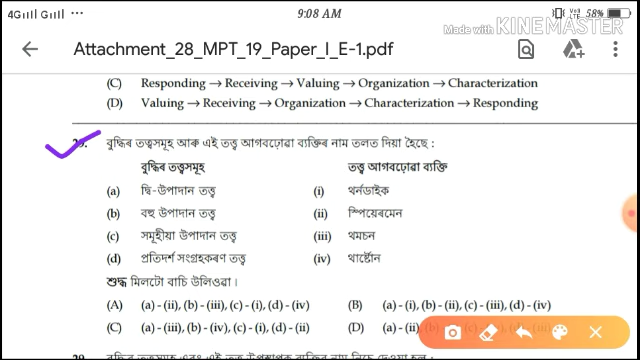 4G Gıll 9:08 AM 58%
Made with KINEMASTER
Attachment_28_MPT_19_Paper_I_E-1.pdf
(C) Responding → Receiving → Valuing → Organization → Characterization
(D) Valuing → Receiving → Organization → Characterization → Responding
বুদ্ধিৰ তত্বসমূহ আৰু এই তত্ত্ব আগবঢ়োৱা ব্যক্তিৰ নাম তলত দিয়া হৈছে :
বুদ্ধিৰ তত্ত্বসমূহ তত্ত্ব আগবঢ়োৱা ব্যক্তি
(a) দ্বি-উপাদান তত্ত্ব (i) থৰ্নডাইক
(b) বহু উপাদান তত্ত্ব (ii) স্পিয়েৰমেন
(c) সমূহীয়া উপাদান তত্ত্ব (iii) থমচন
(d) প্ৰতিদৰ্শ সংগ্ৰহকৰণ তত্ত্ব (iv) থাৰ্ষ্টোন
শুদ্ধ মিলটো বাচি উলিওৱা।
(A) (a) - (ii), (b) - (iii), (c) - (i), (d) - (iv) (B) (a) - (i), (b) - (ii), (c) - (iii), (d) - (iv)
(C) (a) - (iii), (b) - (iv), (c) - (i), (d) - (ii) (D) (a) - (ii)